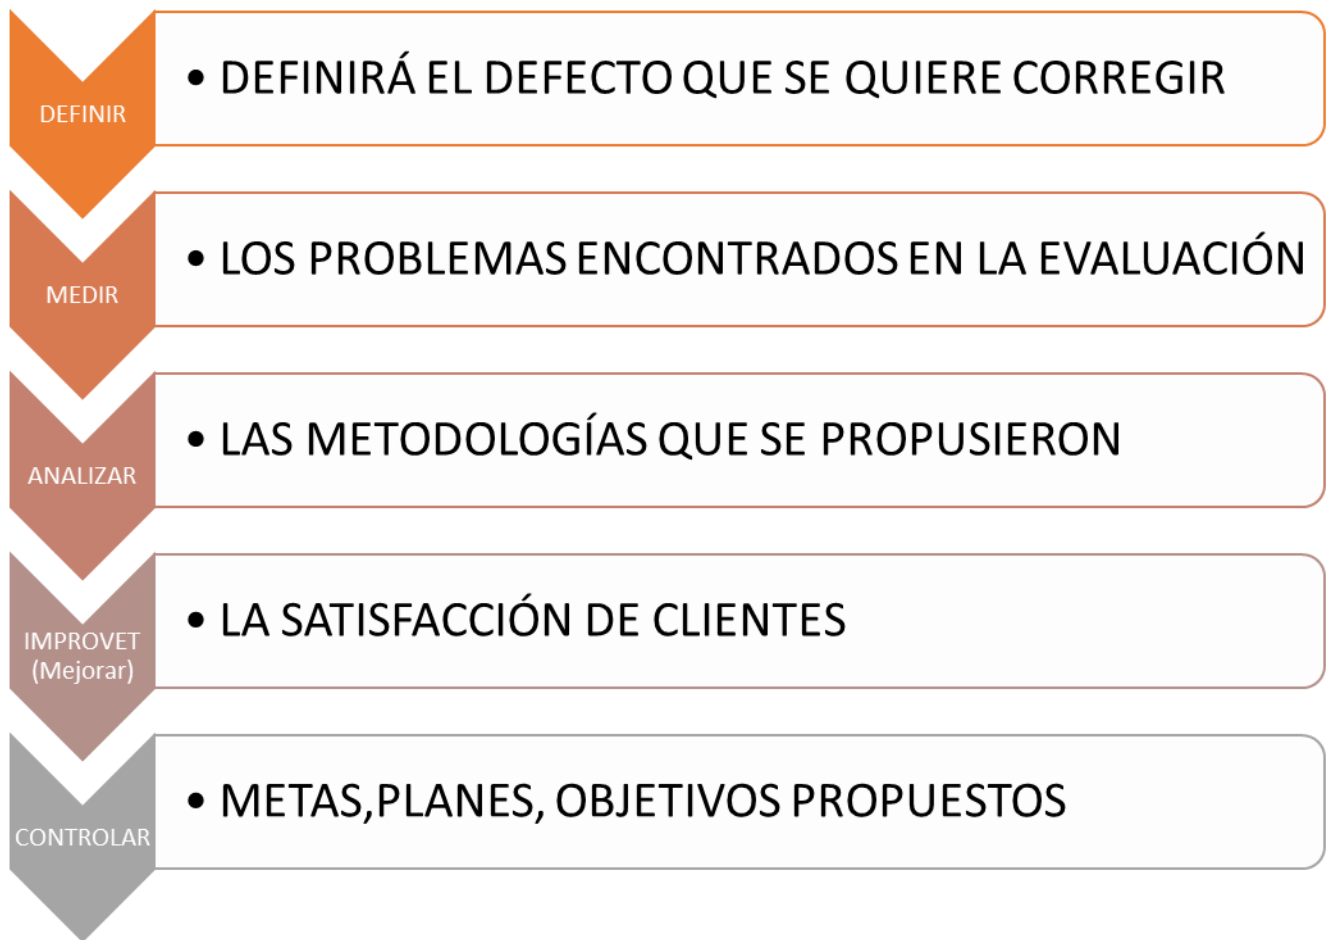 DEFINIR
• DEFINIRÁ EL DEFECTO QUE SE QUIERE CORREGIR
MEDIR
• LOS PROBLEMAS ENCONTRADOS EN LA EVALUACIÓN
ANALIZAR
• LAS METODOLOGÍAS QUE SE PROPUSIERON
IMPROVET
(Mejorar)
• LA SATISFACCIÓN DE CLIENTES
CONTROLAR
• METAS,PLANES, OBJETIVOS PROPUESTOS